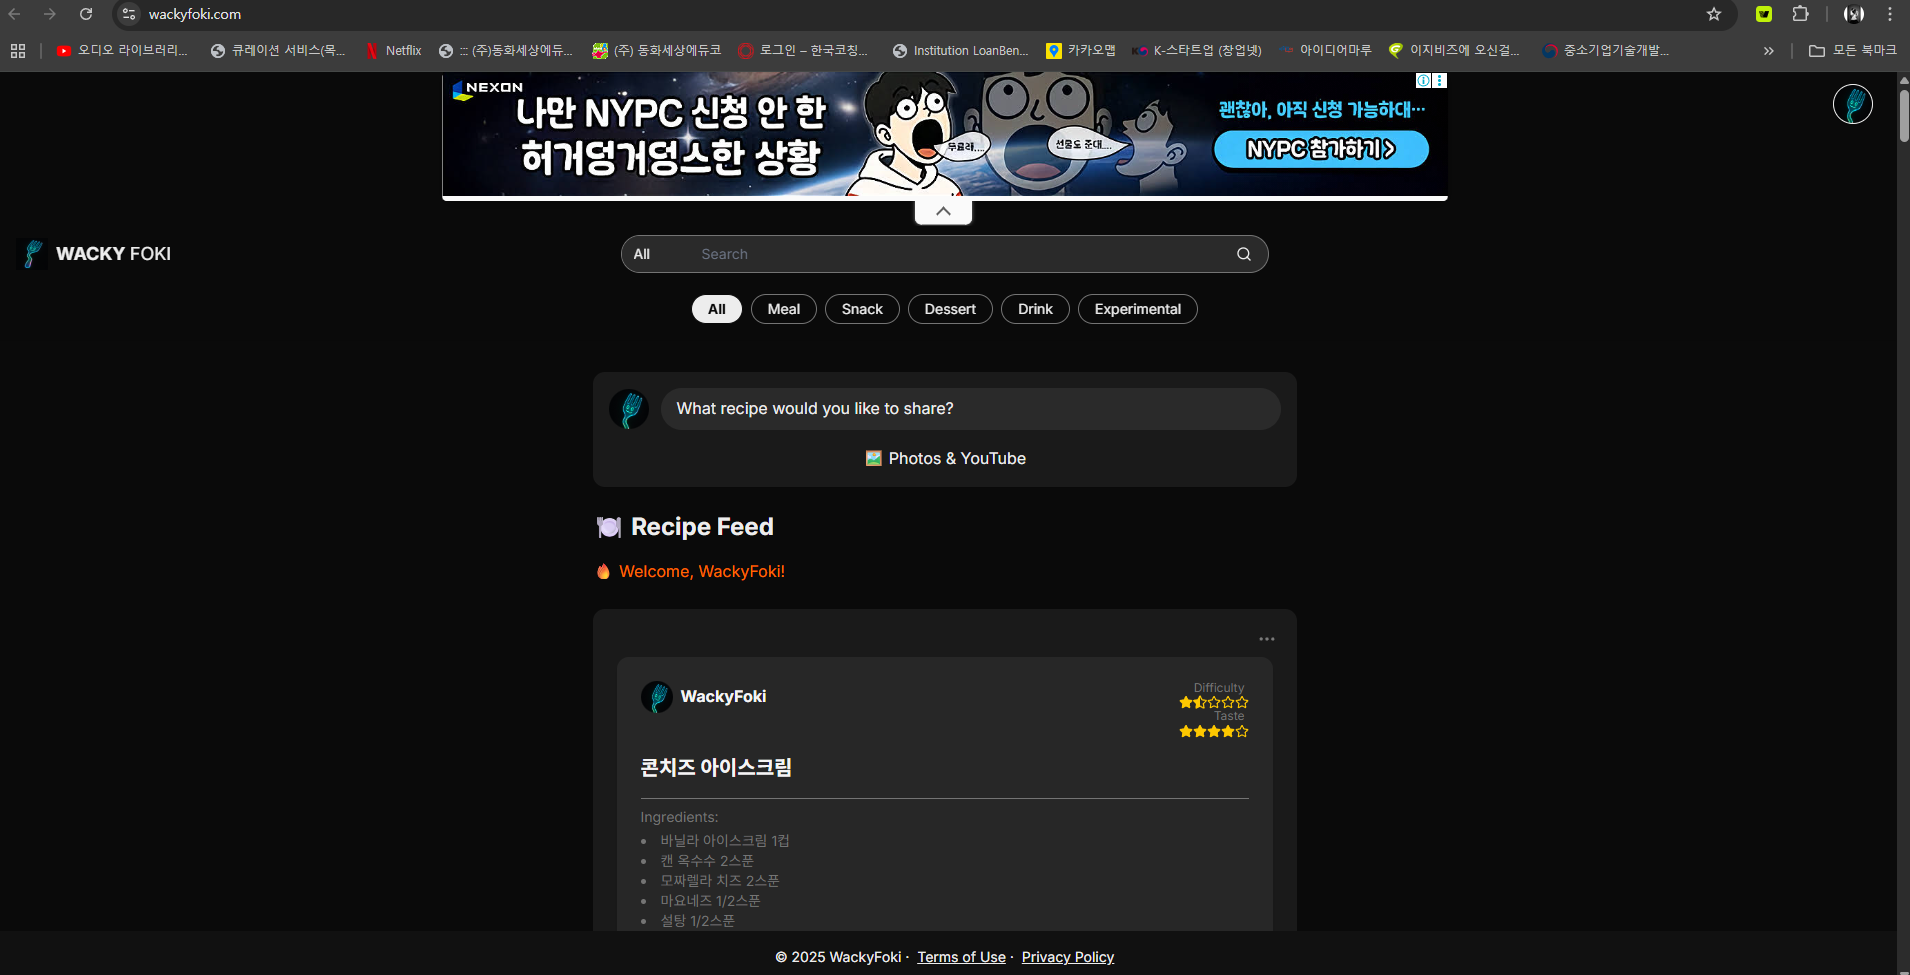 wackyfoki.com
오디오 라이브러리...
큐레이션 서비스(목...
Netflix
::: (주)동화세상에듀...
(주) 동화세상에듀코
로그인 – 한국코칭...
Institution LoanBen...
카카오맵
K-스타트업 (창업넷)
아이디어마루
이지비즈에 오신걸...
중소기업기술개발...
»
모든 북마크
NEXON
나만 NYPC 신청 안 한
허거덩거덩스한 상황
무료래....
선물도 준대....
괜찮아, 아직 신청 가능하대...
NYPC 참가하기 >
WACKY FOKI
All
Search
All
Meal
Snack
Dessert
Drink
Experimental
What recipe would you like to share?
Photos & YouTube
Recipe Feed
Welcome, WackyFoki!
WackyFoki
Difficulty
Taste
콘치즈 아이스크림
Ingredients:
• 바닐라 아이스크림 1컵
• 캔 옥수수 2스푼
• 모짜렐라 치즈 2스푼
• 마요네즈 1/2스푼
• 설탕 1/2스푼
© 2025 WackyFoki · Terms of Use · Privacy Policy